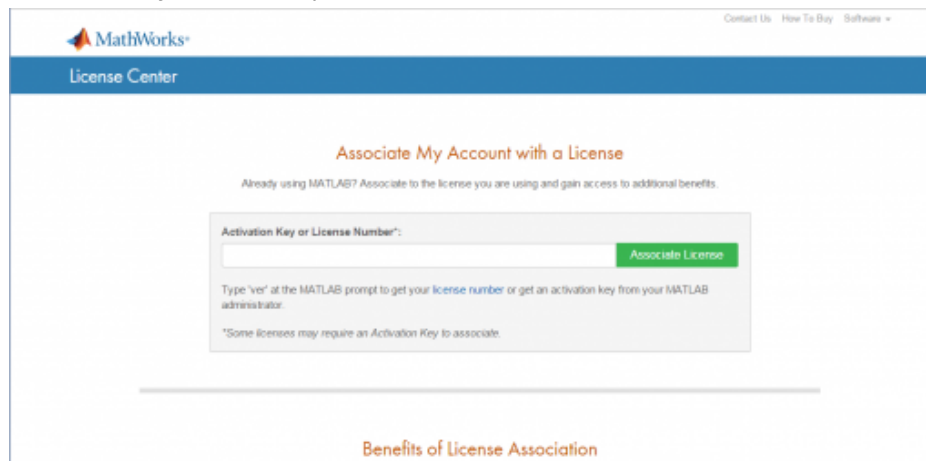 Contact Us How To Buy Software
MathWorks®
License Center
Associate My Account with a License
Already using MATLAB? Associate to the license you are using and gain access to additional benefits.
Activation Key or License Number*:
Associate License
Type 'ver' at the MATLAB prompt to get your license number or get an activation key from your MATLAB
administrator.
*Some licenses may require an Activation Key to associate.
Benefits of License Association